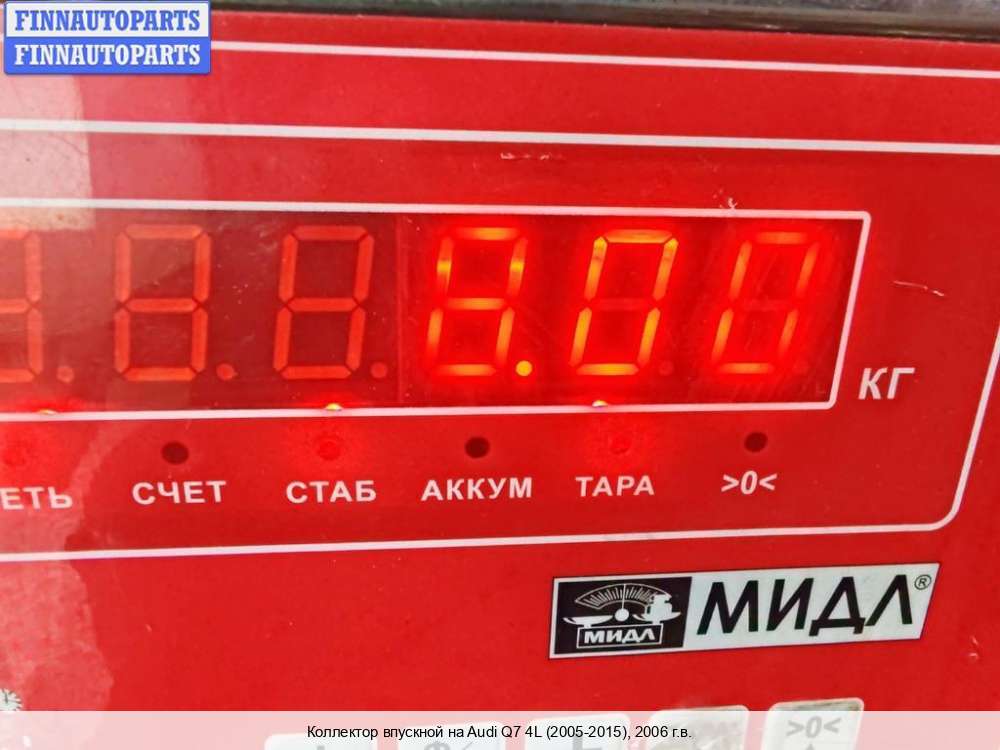 FINNAUTOPARTS
FINNAUTOPARTS
8.00
КГ
ЕТЬ СЧЕТ СТАБ АККУМ ТАРА >0<
МИДЛ МИДЛ®
>0<
Коллектор впускной на Audi Q7 4L (2005-2015), 2006 г.в.